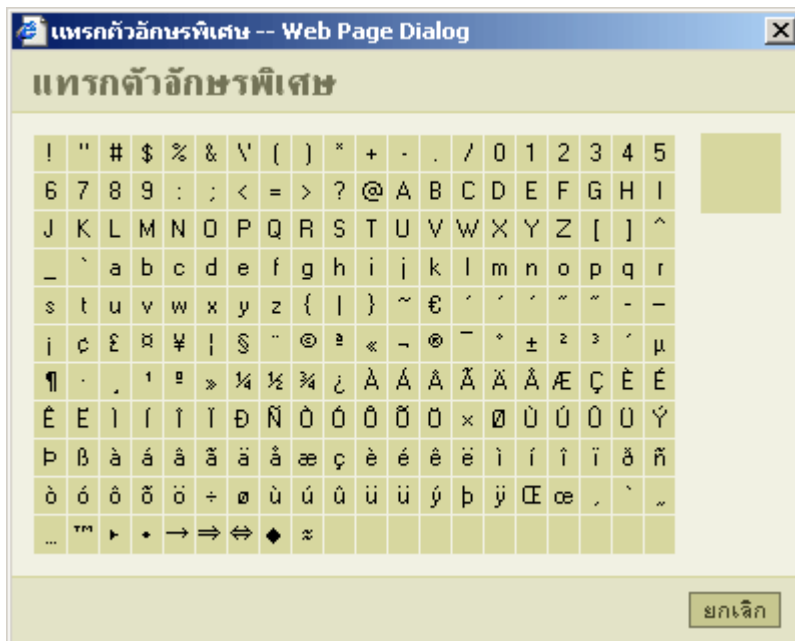 แทรกตัวอักษรพิเศษ -- Web Page Dialog
แทรกตัวอักษรพิเศษ
! " # $ % & \' ( ) * + - . / 0 1 2 3 4 5
6 7 8 9 : ; < = > ? @ A B C D E F G H I
J K L M N O P Q R S T U V W X Y Z [ ] ^
_ ` a b c d e f g h i j k l m n o p q r
s t u v w x y z { | } ~ € ´ ´ ´ ˝ ˝ - –
¡ ¢ £ ¤ ¥ ¦ § ¨ © ª « ¬ ® ¯ ° ± ² ³ ´ µ
¶ · ¸ ¹ º » ¼ ½ ¾ ¿ À Á Â Ã Ä Å Æ Ç È É
Ê Ë Ì Í Î Ï Ð Ñ Ò Ó Ô Õ Ö × Ø Ù Ú Û Ü Ý
Þ ß à á â ã ä å æ ç è é ê ë ì í î ï ð ñ
ò ó ô õ ö ÷ ø ù ú û ü ü ý þ ÿ Œ œ ‚ ‛ „
… ™ ► • → ⇒ ⇔ ♦ ≈
ยกเลิก